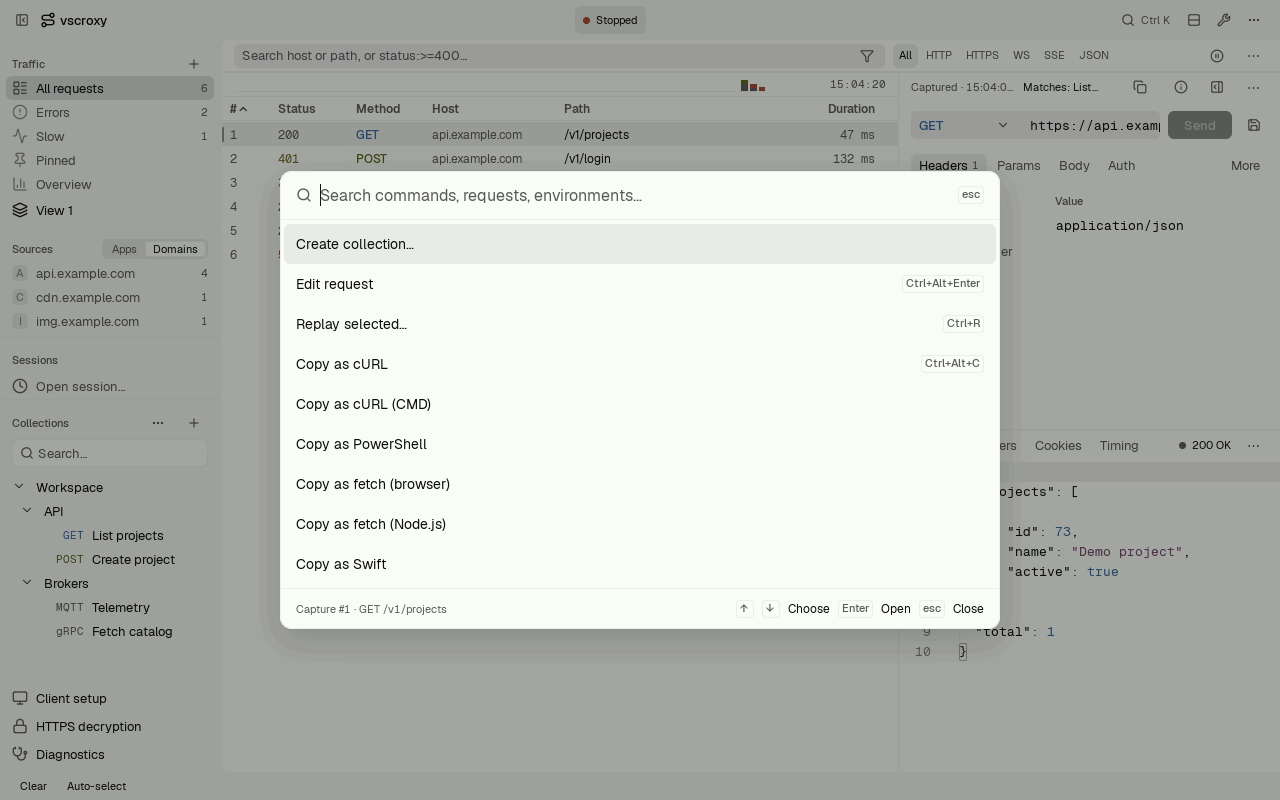 vscroxy
Stopped
Ctrl K
Traffic
All requests 6
Errors 2
Slow 1
Pinned
Overview
View 1
Sources Apps Domains
A api.example.com 4
C cdn.example.com 1
I img.example.com 1
Sessions
Open session...
Collections
Search...
Workspace
API
GET List projects
POST Create project
Brokers
MQTT Telemetry
gRPC Fetch catalog
Client setup
HTTPS decryption
Diagnostics
Clear Auto-select
Search host or path, or status:>=400...
All HTTP HTTPS WS SSE JSON
15:04:20
# Status Method Host Path Duration
1 200 GET api.example.com /v1/projects 47 ms
2 401 POST api.example.com /v1/login 132 ms
3
4
5
6
Captured · 15:04:0... Matches: List...
GET https://api.examp Send
Headers 1 Params Body Auth More
Value
application/json
er
Search commands, requests, environments... esc
Create collection...
Edit request Ctrl+Alt+Enter
Replay selected... Ctrl+R
Copy as cURL Ctrl+Alt+C
Copy as cURL (CMD)
Copy as PowerShell
Copy as fetch (browser)
Copy as fetch (Node.js)
Copy as Swift
Capture #1 · GET /v1/projects
Choose Enter Open esc Close
ers Cookies Timing 200 OK
ojects": [
"id": 73,
"name": "Demo project",
"active": true
9 "total": 1
10 }